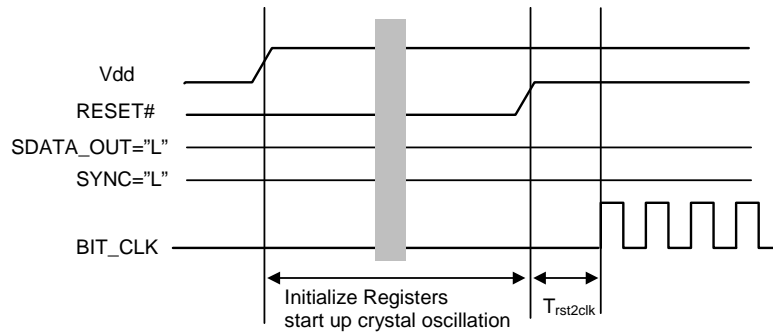 Vdd
RESET#
SDATA_OUT=”L”
SYNC=”L”
BIT_CLK
Initialize Registers
start up crystal oscillation
Trst2clk